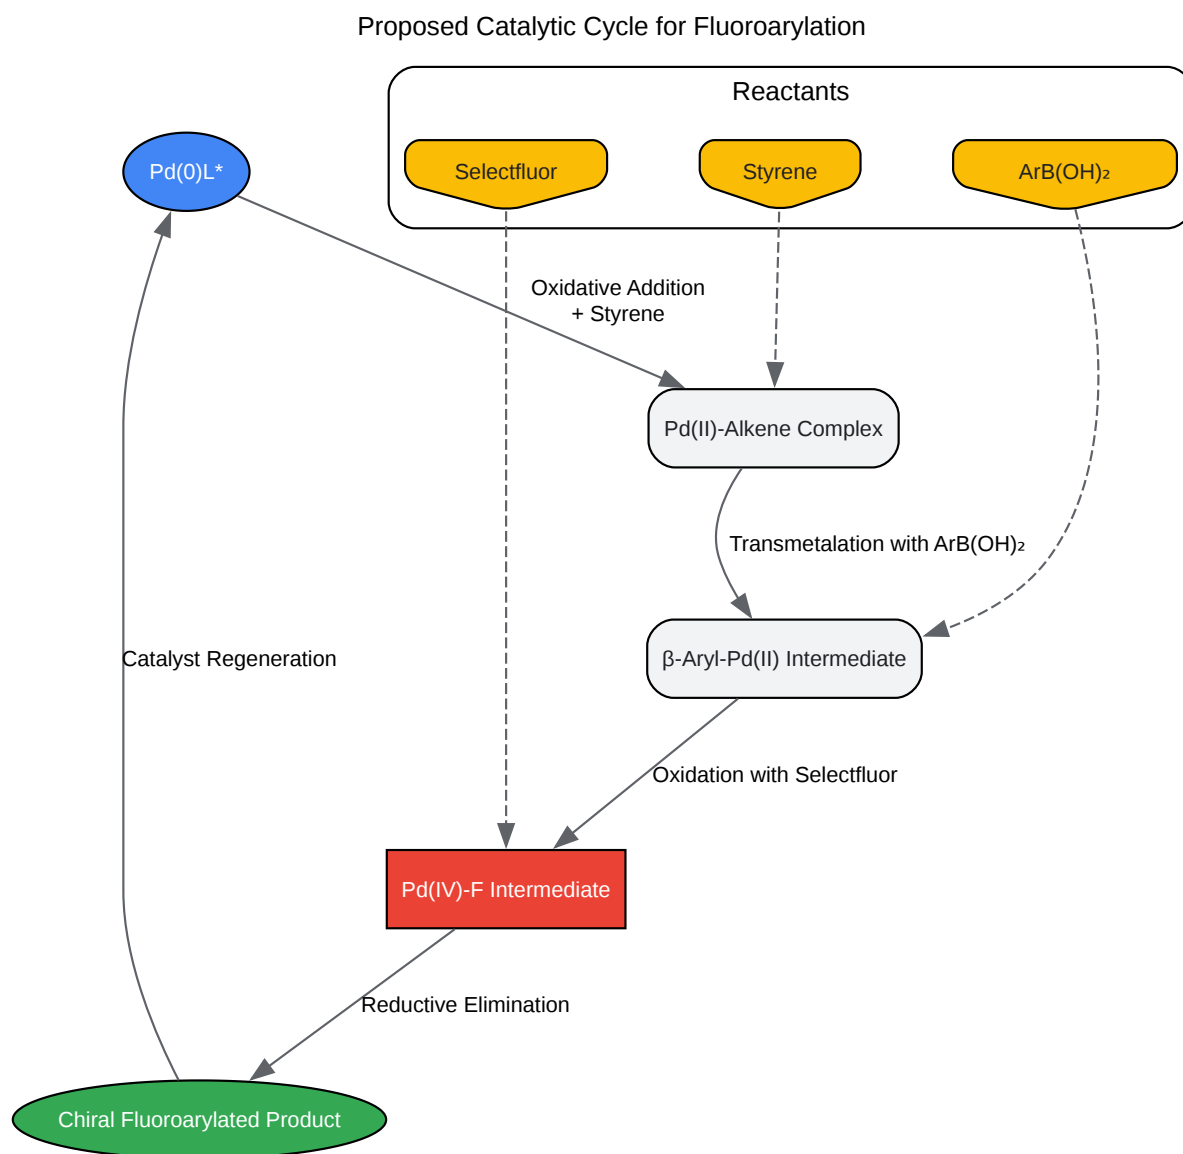 Proposed Catalytic Cycle for Fluoroarylation
Reactants
Pd(0)L*
Selectfluor
Styrene
ArB(OH)₂
Oxidative Addition
+ Styrene
Pd(II)-Alkene Complex
Transmetalation with ArB(OH)₂
β-Aryl-Pd(II) Intermediate
Catalyst Regeneration
Oxidation with Selectfluor
Pd(IV)-F Intermediate
Reductive Elimination
Chiral Fluoroarylated Product